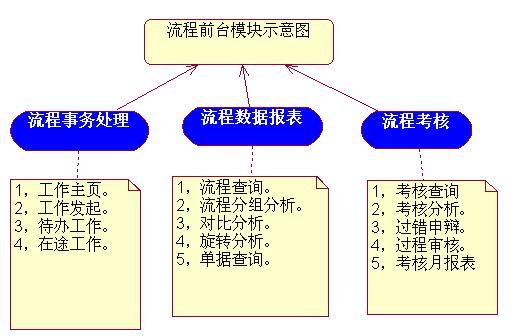 流程前台模块示意图
流程事务处理
流程数据报表
流程考核
1，工作主页。
2，工作发起。
3，待办工作。
4，在途工作。
1，流程查询。
2，流程分组分析。
3，对比分析。
4，旋转分析。
5，单据查询。
1，考核查询
2，考核分析。
3，过错申辩。
4，过程审核。
5，考核月报表